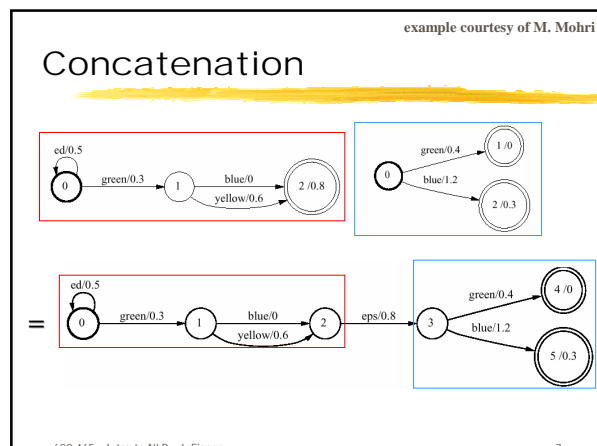 example courtesy of M. Mohri
Concatenation
ed/0.5
0
green/0.3
1
blue/0
yellow/0.6
2 /0.8
0
green/0.4
blue/1.2
1 /0
2 /0.3
=
ed/0.5
0
green/0.3
1
blue/0
yellow/0.6
2
eps/0.8
3
green/0.4
blue/1.2
4 /0
5 /0.3